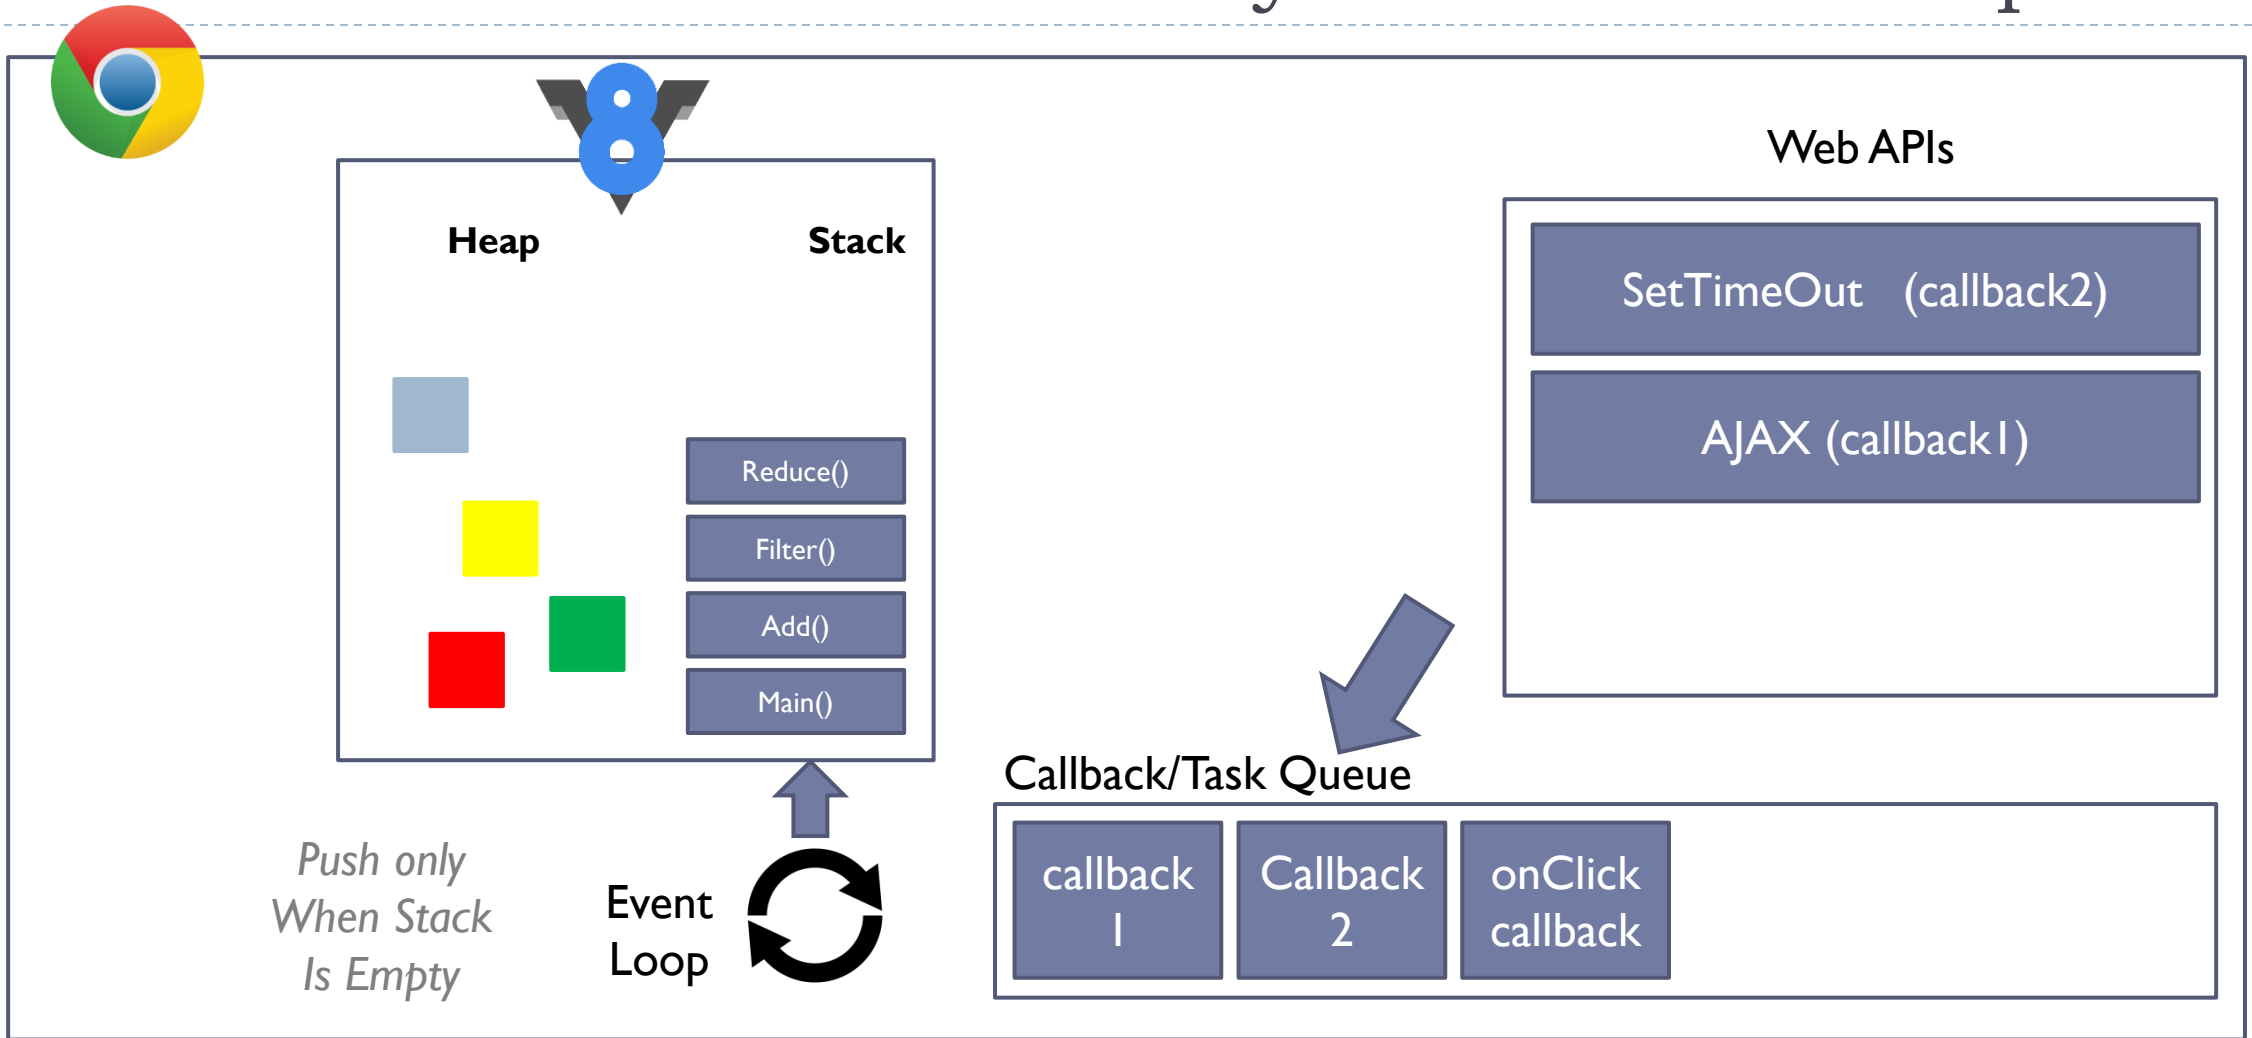 Heap
Stack
Reduce()
Filter()
Add()
Main()
Web APIs
SetTimeOut (callback2)
AJAX (callback1)
Callback/Task Queue
callback
1
Callback
2
onClick
callback
Push only
When Stack
Is Empty
Event
Loop